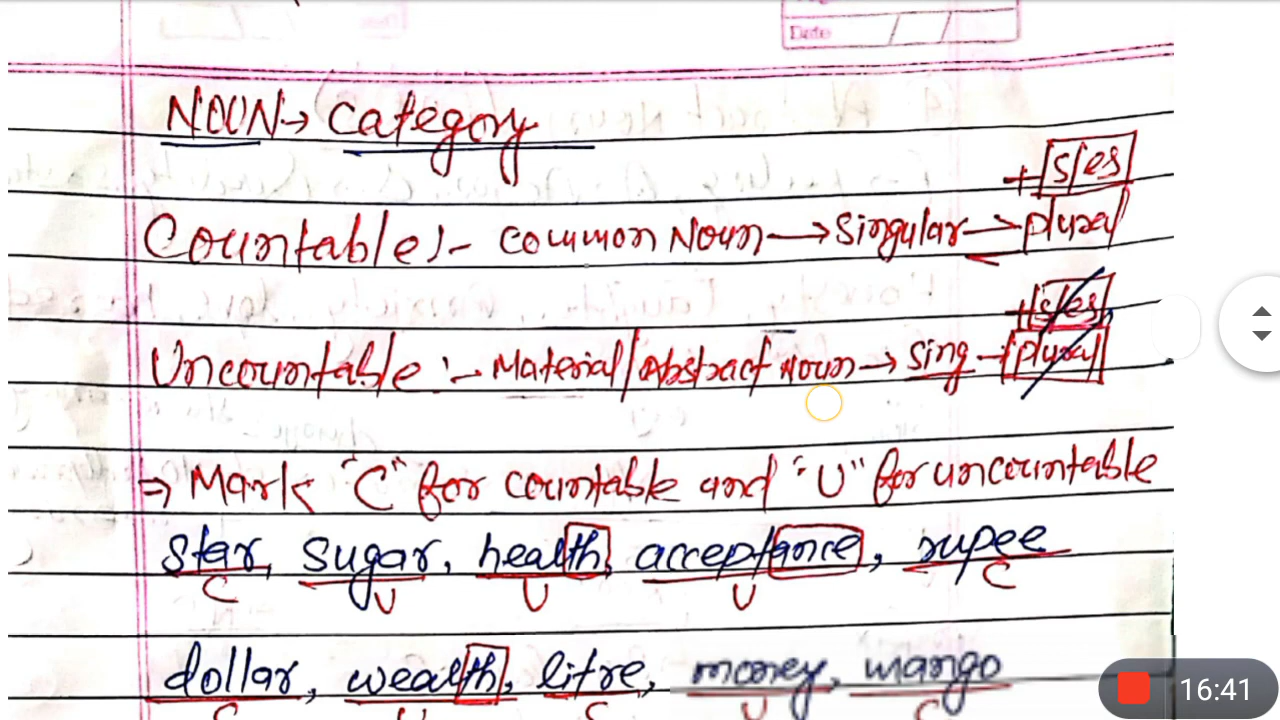 Date
NOUN→ Category
+ s/es
Countable:- common Noun → Singular → plural
+ s/es
Uncountable:- Material/Abstract Noun → Sing → plural
⇒ Mark "C" for countable and "U" for uncountable
star, sugar, health, acceptance, rupee
C U U U C
dollar, wealth, litre, money, mango
C U C U C
16:41